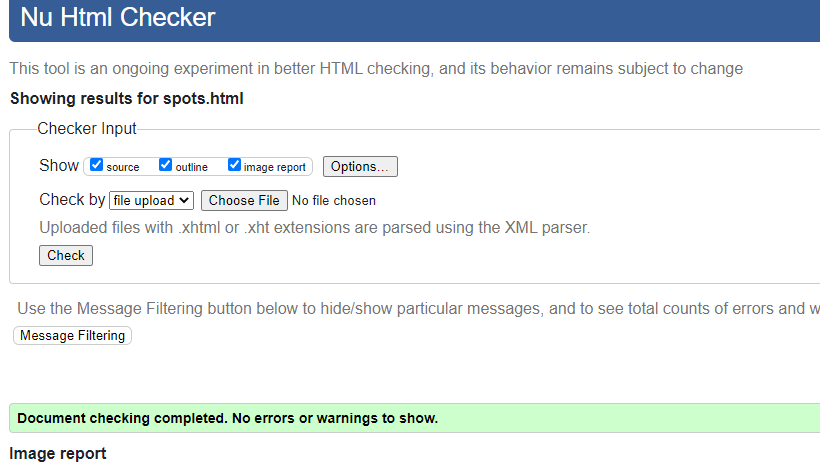 Nu Html Checker
This tool is an ongoing experiment in better HTML checking, and its behavior remains subject to change
Showing results for spots.html
Checker Input
Show source outline image report Options...
Check by file upload Choose File No file chosen
Uploaded files with .xhtml or .xht extensions are parsed using the XML parser.
Check
Use the Message Filtering button below to hide/show particular messages, and to see total counts of errors and w
Message Filtering
Document checking completed. No errors or warnings to show.
Image report